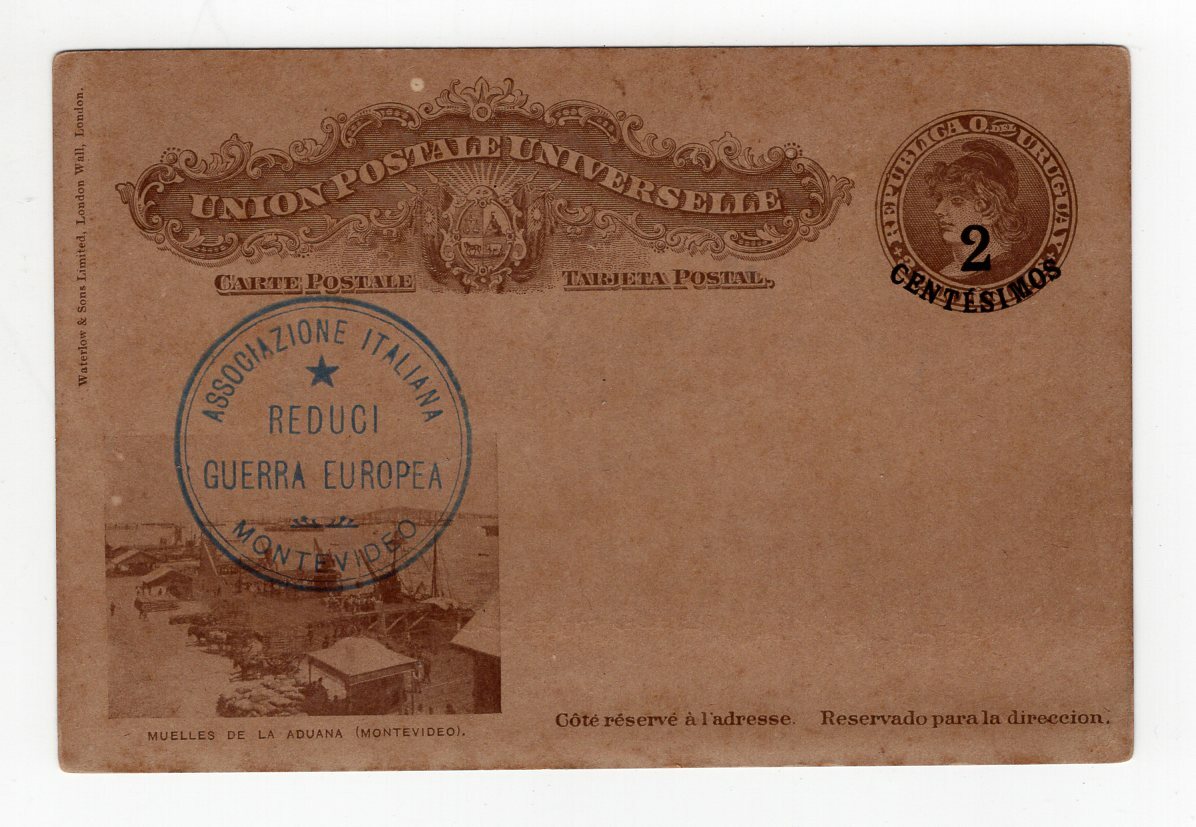 Waterlow & Sons Limited, London Wall, London.
UNION POSTALE UNIVERSELLE
CARTE POSTALE TARJETA POSTAL.
REPUBLICA O. DEL URUGUAY
2
CENTÉSIMOS
ASSOCIAZIONE ITALIANA
REDUCI
GUERRA EUROPEA
MONTEVIDEO
MUELLES DE LA ADUANA (MONTEVIDEO).
Côté réservé à l'adresse. Reservado para la direccion.